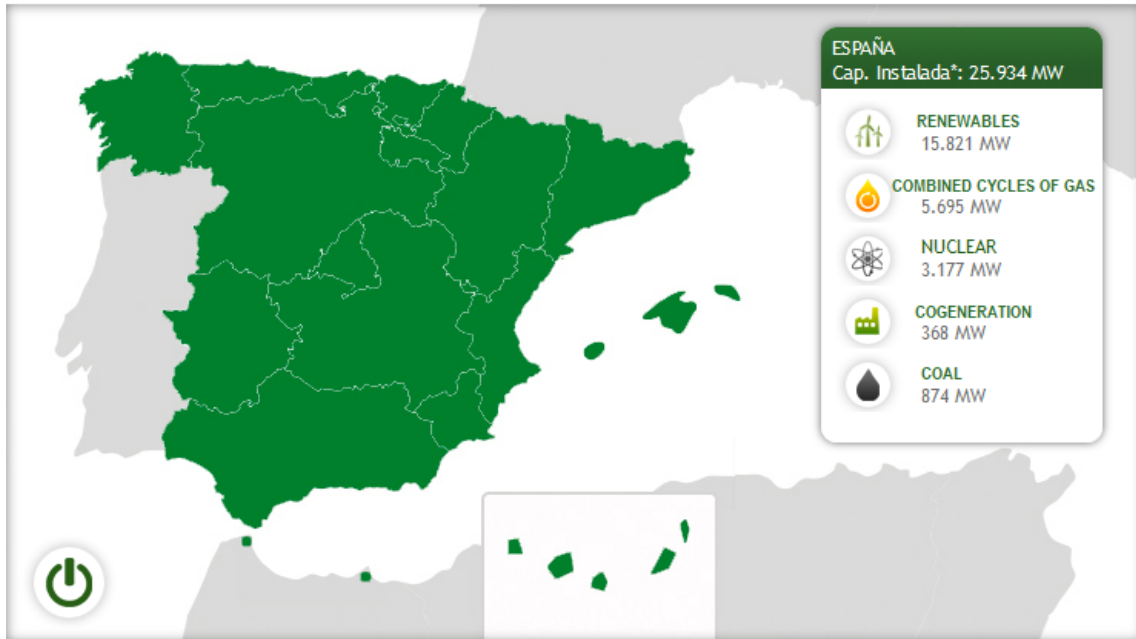 ESPAÑA
Cap. Instalada*: 25.934 MW
RENEWABLES
15.821 MW
COMBINED CYCLES OF GAS
5.695 MW
NUCLEAR
3.177 MW
COGENERATION
368 MW
COAL
874 MW